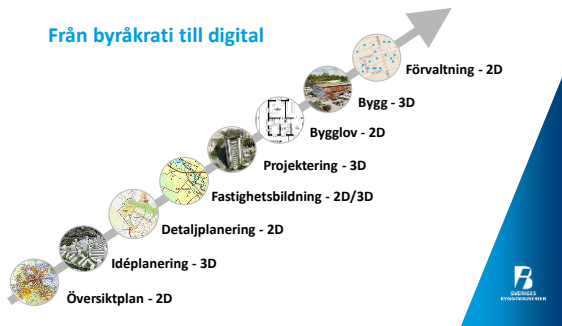 Från byråkrati till digital
Förvaltning - 2D
Bygg - 3D
Bygglov - 2D
Projektering - 3D
Fastighetsbildning - 2D/3D
Detaljplanering - 2D
Idéplanering - 3D
Översiktplan - 2D
SVERIGES
BYGGINDUSTRIER